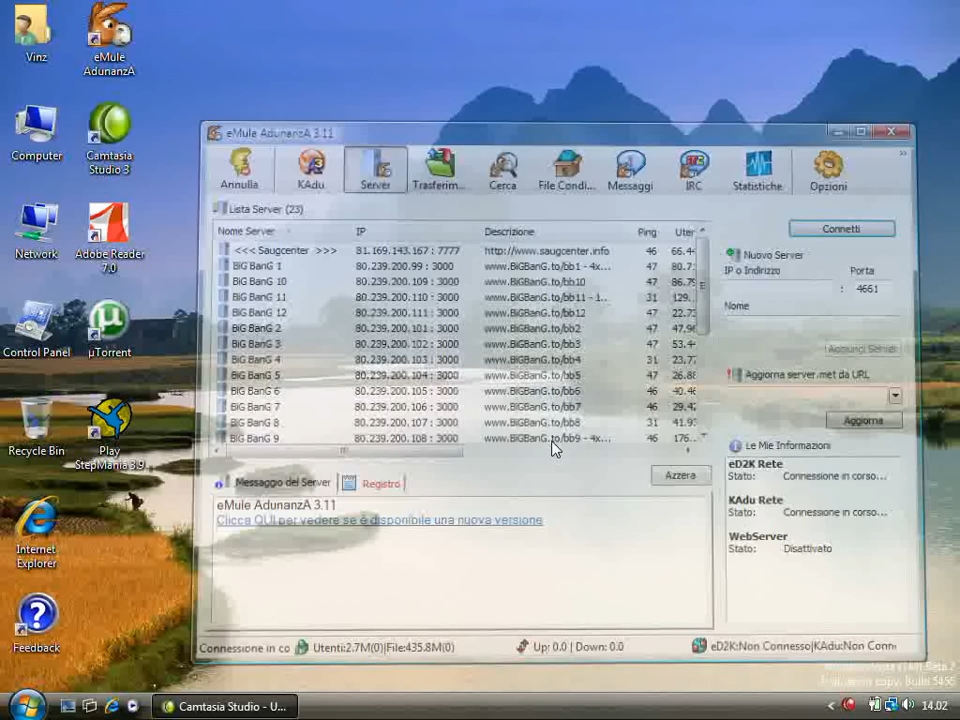 Vinz
eMule
AdunanzA
Computer
Camtasia
Studio 3
Network
Adobe Reader
7.0
Control Panel
µTorrent
Recycle Bin
Play
StepMania 3.9
Internet
Explorer
Feedback
eMule AdunanzA 3.11
Annulla KAdu Server Trasferim... Cerca File Condi... Messaggi IRC Statistiche Opzioni
Lista Server (23)
Nome Server IP Descrizione Ping Uter
<<< Saugcenter >>> 81.169.143.167 : 7777 http://www.saugcenter.info 46 66.4
BiG BanG 1 80.239.200.99 : 3000 www.BiGBanG.to/bb1 - 4x... 47 80.7
BiG BanG 10 80.239.200.109 : 3000 www.BiGBanG.to/bb10 47 86.7
BiG BanG 11 80.239.200.110 : 3000 www.BiGBanG.to/bb11 - 1... 31 129.
BiG BanG 12 80.239.200.111 : 3000 www.BiGBanG.to/bb12 47 22.7
BiG BanG 2 80.239.200.101 : 3000 www.BiGBanG.to/bb2 47 47.9
BiG BanG 3 80.239.200.102 : 3000 www.BiGBanG.to/bb3 47 53.4
BiG BanG 4 80.239.200.103 : 3000 www.BiGBanG.to/bb4 31 23.7
BiG BanG 5 80.239.200.104 : 3000 www.BiGBanG.to/bb5 47 26.8
BiG BanG 6 80.239.200.105 : 3000 www.BiGBanG.to/bb6 46 40.4
BiG BanG 7 80.239.200.106 : 3000 www.BiGBanG.to/bb7 46 29.4
BiG BanG 8 80.239.200.107 : 3000 www.BiGBanG.to/bb8 31 41.9
BiG BanG 9 80.239.200.108 : 3000 www.BiGBanG.to/bb9 - 4x... 46 176.
Connetti
Nuovo Server
IP o Indirizzo Porta
: 4661
Nome
Aggiungi Server
Aggiorna server.met da URL
Aggiorna
Le Mie Informazioni
eD2K Rete
Stato: Connessione in corso...
KAdu Rete
Stato: Connessione in corso...
WebServer
Stato: Disattivato
Messaggio del Server Registro
Azzera
eMule AdunanzA 3.11
Clicca QUI per vedere se è disponibile una nuova versione
Connessione in co Utenti:2.7M(0)|File:435.8M(0) Up: 0.0 | Down: 0.0 eD2K:Non Connesso|KAdu:Non Conn
Beta 2
copy. Build 5456
Camtasia Studio - U...
14.02